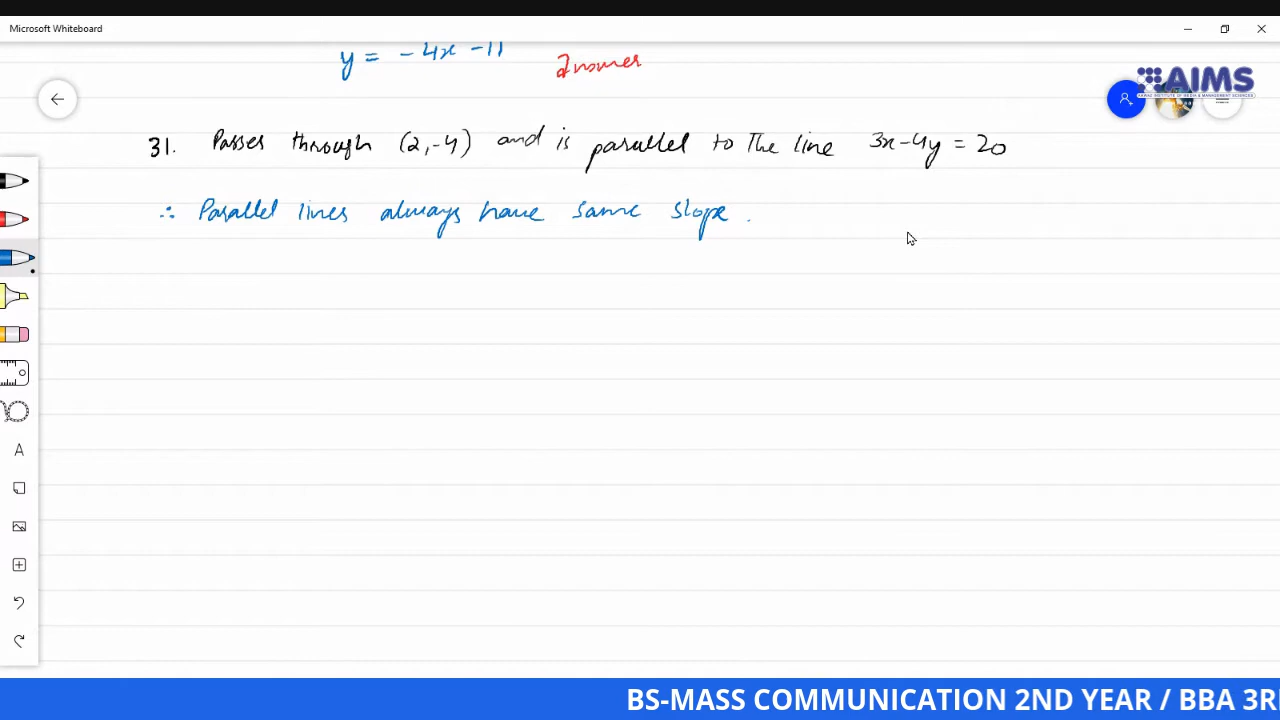 Microsoft Whiteboard
y = -4x -11
Answer
AIMS
31. Passes through (2,-4) and is parallel to the line 3x-4y = 20
∴ Parallel lines always have same slope.
A
BS-MASS COMMUNICATION 2ND YEAR / BBA 3R